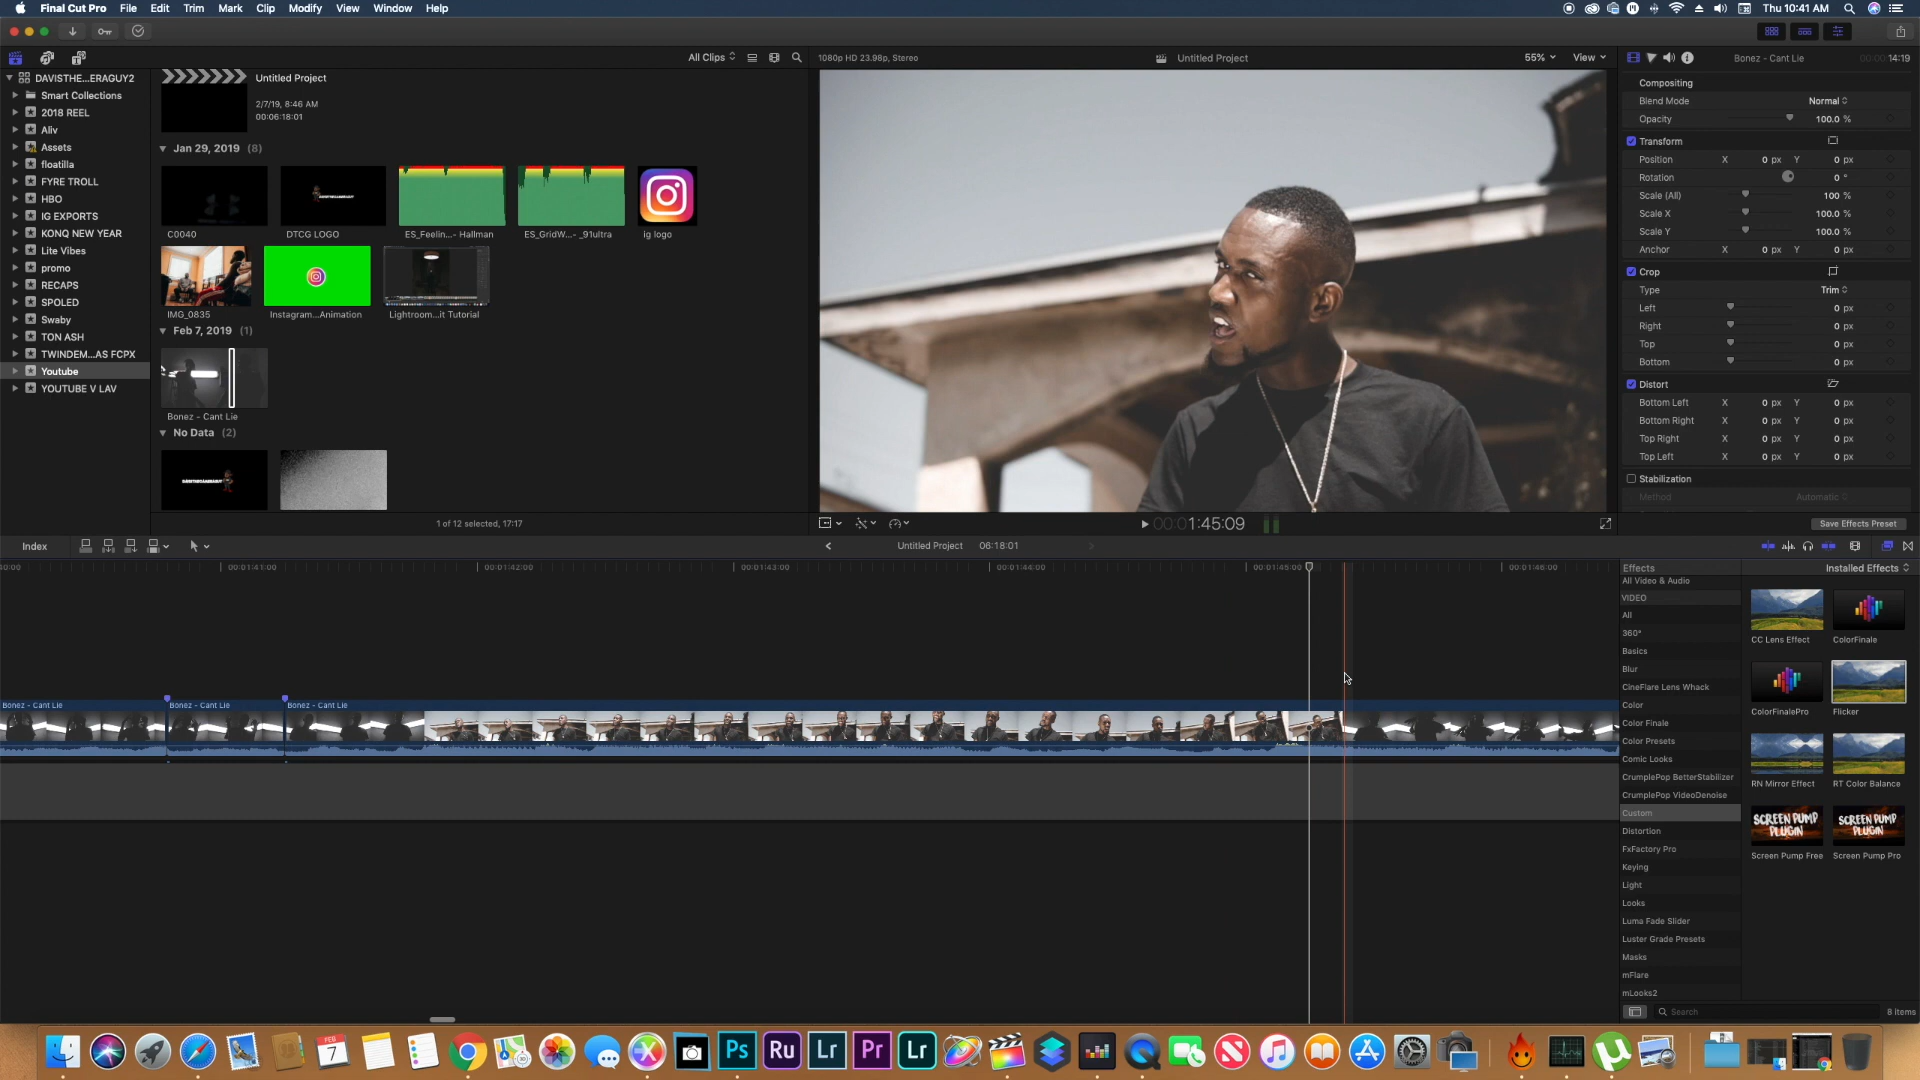 Final Cut Pro File Edit Trim Mark Clip Modify View Window Help
Thu 10:41 AM
All Clips
1080p HD 23.98p, Stereo
Untitled Project
55% View
Bonez - Cant Lie
00:00:14:19
DAVISTHE...ERAGUY2
Smart Collections
2018 REEL
Aliv
Assets
floatilla
FYRE TROLL
HBO
IG EXPORTS
KONQ NEW YEAR
Lite Vibes
promo
RECAPS
SPOLED
Swaby
TON ASH
TWINDEM...AS FCPX
Youtube
YOUTUBE V LAV
Untitled Project
2/7/19, 8:46 AM
00:06:18:01
Jan 29, 2019 (8)
C0040
DTCG LOGO
ES_Feelin...- Hallman
ES_GridW...- _91ultra
ig logo
IMG_0835
Instagram...Animation
Lightroom...it Tutorial
Feb 7, 2019 (1)
Bonez - Cant Lie
No Data (2)
1 of 12 selected, 17:17
00:01:45:09
Compositing
Blend Mode Normal
Opacity 100.0 %
Transform
Position X 0 px Y 0 px
Rotation 0 °
Scale (All) 100 %
Scale X 100.0 %
Scale Y 100.0 %
Anchor X 0 px Y 0 px
Crop
Type Trim
Left 0 px
Right 0 px
Top 0 px
Bottom 0 px
Distort
Bottom Left X 0 px Y 0 px
Bottom Right X 0 px Y 0 px
Top Right X 0 px Y 0 px
Top Left X 0 px Y 0 px
Stabilization
Method Automatic
Save Effects Preset
Index
Untitled Project 06:18:01
00:01:41:00 00:01:42:00 00:01:43:00 00:01:44:00 00:01:45:00 00:01:46:00
Bonez - Cant Lie
Bonez - Cant Lie
Bonez - Cant Lie
Effects
Installed Effects
All Video & Audio
VIDEO
All
360°
Basics
Blur
CineFlare Lens Whack
Color
Color Finale
Color Presets
Comic Looks
CrumplePop BetterStabilizer
CrumplePop VideoDenoise
Custom
Distortion
FxFactory Pro
Keying
Light
Looks
Luma Fade Slider
Luster Grade Presets
Masks
mFlare
mLooks2
CC Lens Effect
ColorFinale
ColorFinalePro
Flicker
RN Mirror Effect
RT Color Balance
SCREEN PUMP PLUGIN
SCREEN PUMP PLUGIN
Screen Pump Free
Screen Pump Pro
Search
8 items
FEB
7
Ps
Ru
Lr
Pr
Lr